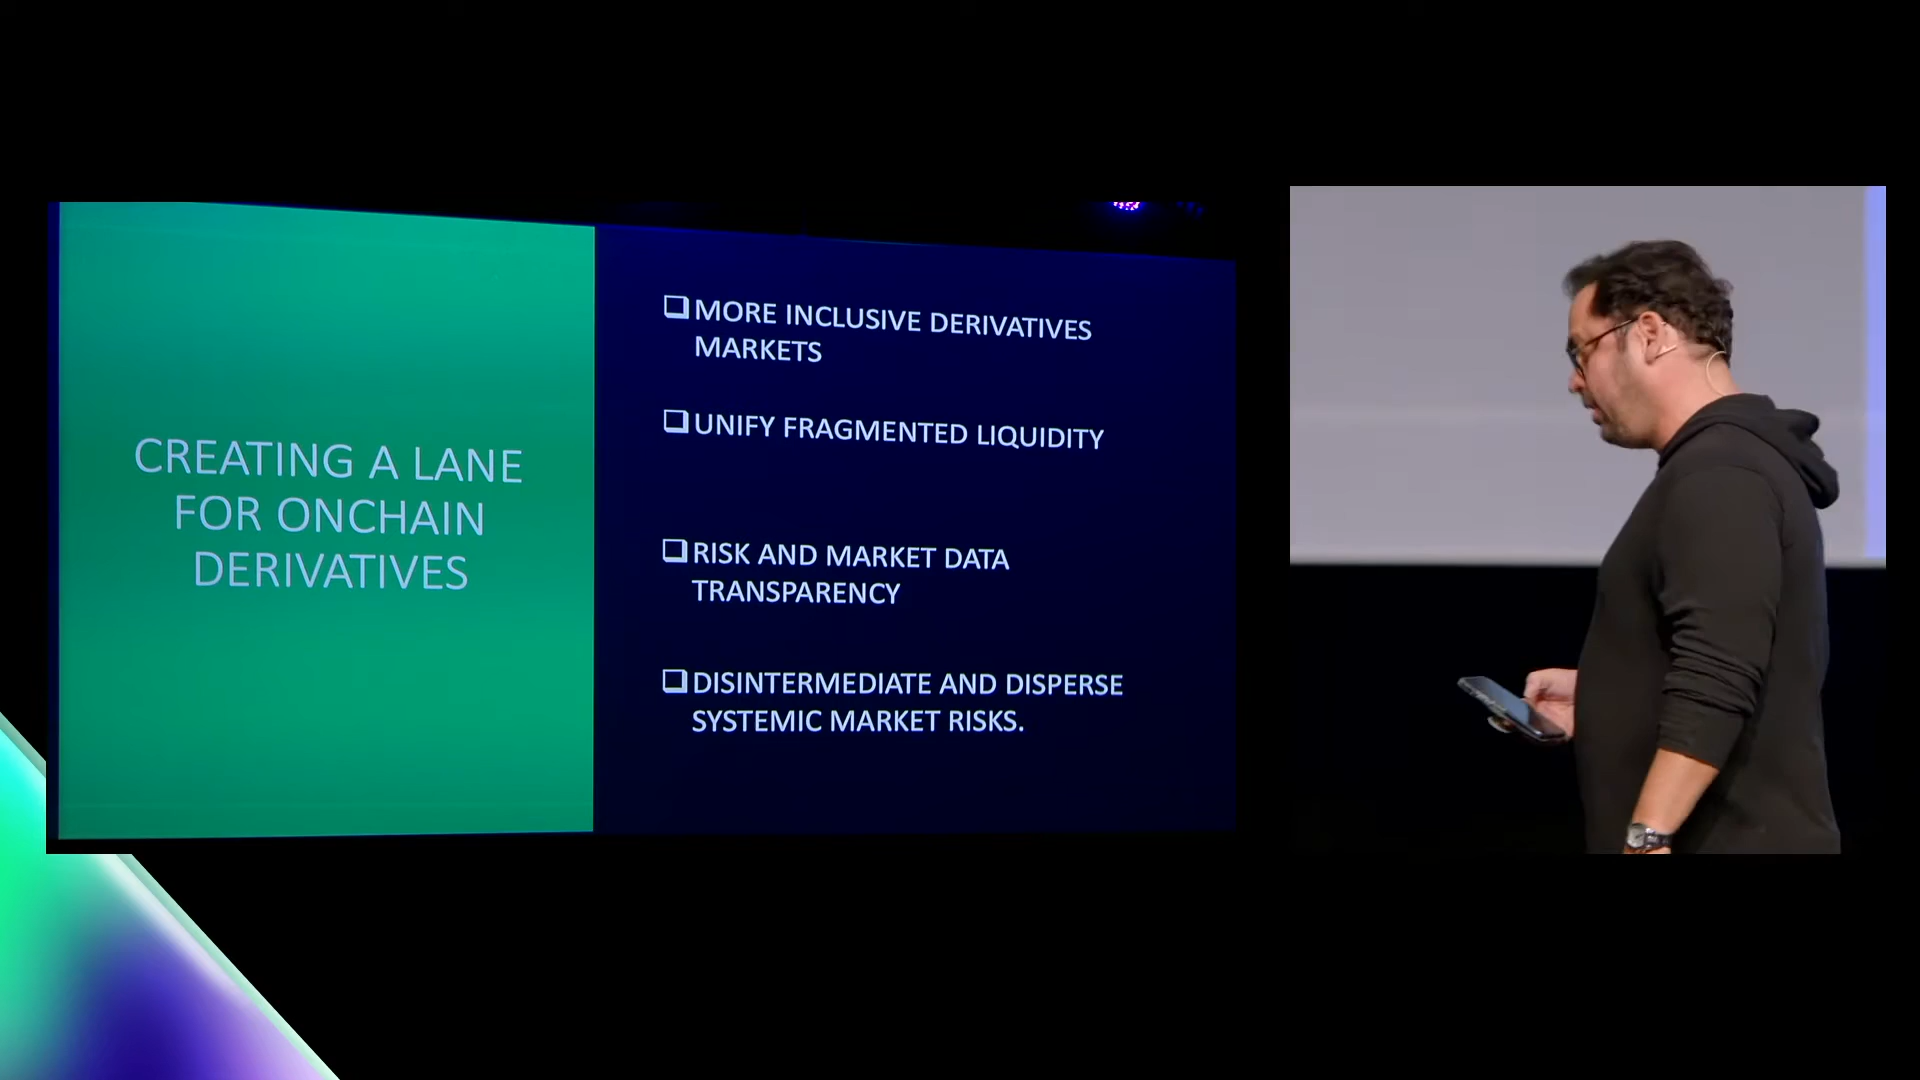 CREATING A LANE
FOR ONCHAIN
DERIVATIVES
MORE INCLUSIVE DERIVATIVES
MARKETS
UNIFY FRAGMENTED LIQUIDITY
RISK AND MARKET DATA
TRANSPARENCY
DISINTERMEDIATE AND DISPERSE
SYSTEMIC MARKET RISKS.